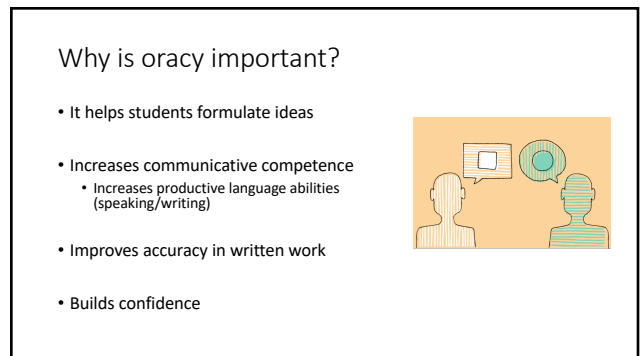 Why is oracy important?
• It helps students formulate ideas
• Increases communicative competence
• Increases productive language abilities
(speaking/writing)
• Improves accuracy in written work
• Builds confidence